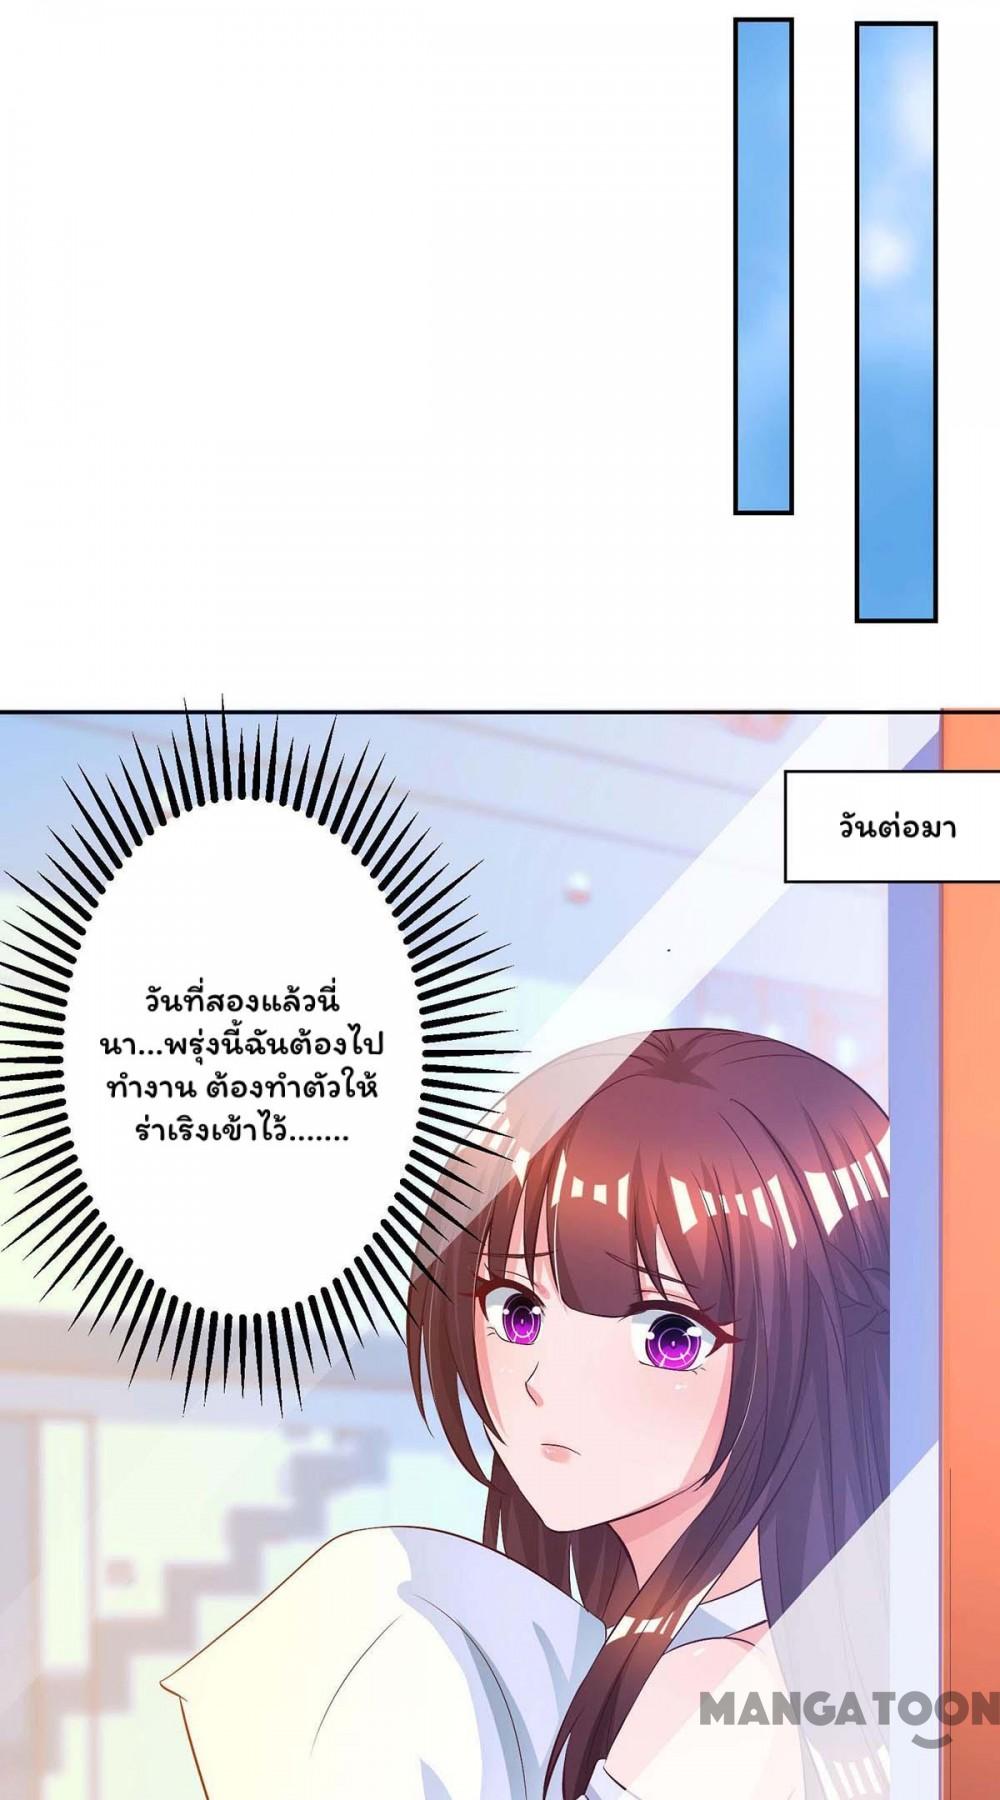 วันต่อมา
วันที่สองแล้วนี่
นา...พรุ่งนี้ฉันต้องไป
ทำงาน ต้องทำตัวให้
ร่าเริงเข้าไว้.......
MANGATOON